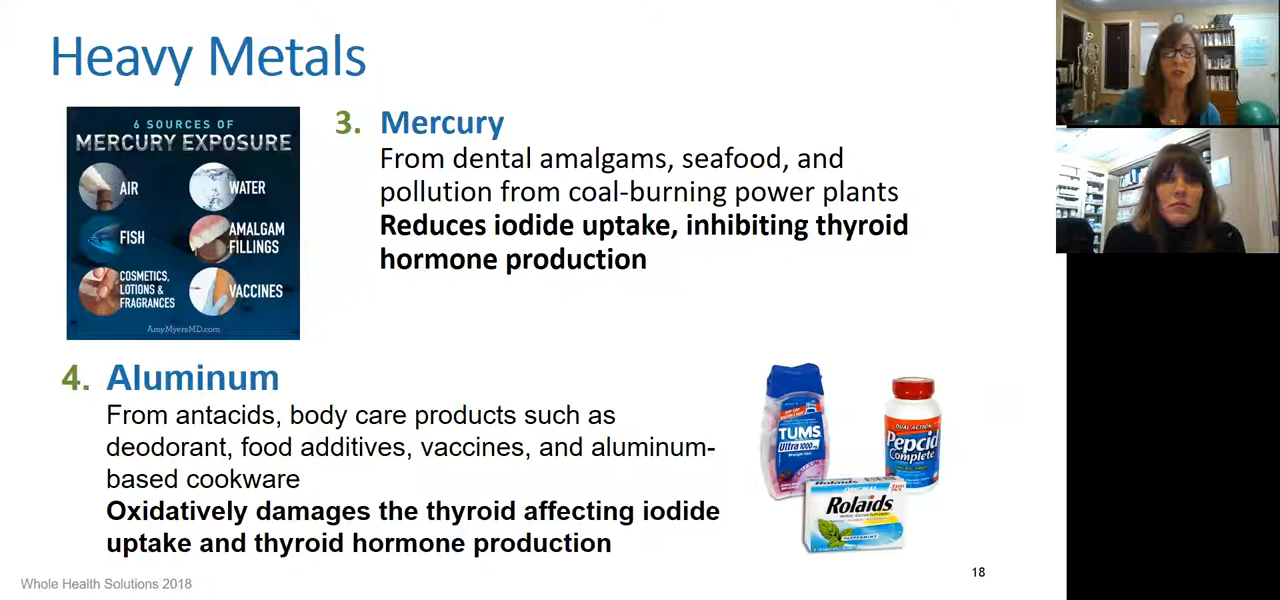 Heavy Metals
6 SOURCES OF
MERCURY EXPOSURE
AIR
WATER
FISH
AMALGAM
FILLINGS
COSMETICS,
LOTIONS &
FRAGRANCES
VACCINES
AmyMyersMD.com
3. Mercury
From dental amalgams, seafood, and
pollution from coal-burning power plants
Reduces iodide uptake, inhibiting thyroid
hormone production
4. Aluminum
From antacids, body care products such as
deodorant, food additives, vaccines, and aluminum-
based cookware
Oxidatively damages the thyroid affecting iodide
uptake and thyroid hormone production
TUMS
Ultra 1000
DUAL ACTION
Pepcid
Complete
Rolaids
PEPPERMINT
18
Whole Health Solutions 2018